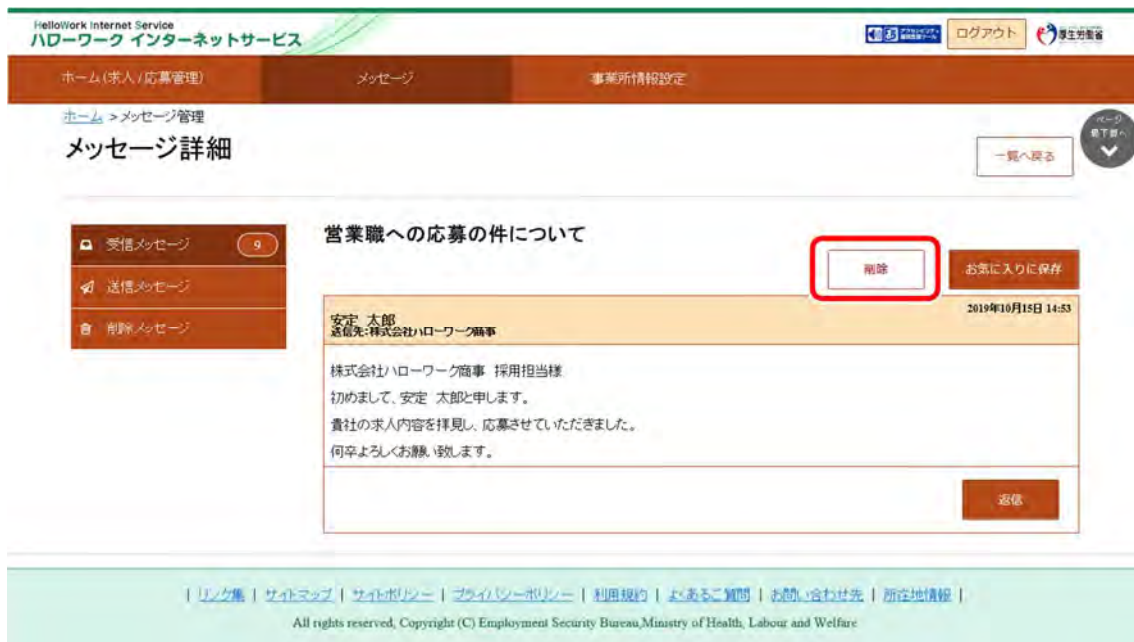 HelloWork Internet Service
ハローワーク インターネットサービス
ログアウト
厚生労働省
ホーム(求人/応募管理)
メッセージ
事業所情報設定
ホーム >メッセージ管理
ページ
最下部へ
メッセージ詳細
一覧へ戻る
受信メッセージ 9
送信メッセージ
削除メッセージ
営業職への応募の件について
削除
お気に入りに保存
安定 太郎
2019年10月15日 14:53
送信先:株式会社ハローワーク商事
株式会社ハローワーク商事 採用担当様
初めまして、安定 太郎と申します。
貴社の求人内容を拝見し、応募させていただきました。
何卒よろしくお願い致します。
返信
| リンク集 | サイトマップ | サイトポリシー | プライバシーポリシー | 利用規約 | よくあるご質問 | お問い合わせ先 | 所在地情報 |
All rights reserved, Copyright (C) Employment Security Bureau,Ministry of Health, Labour and Welfare